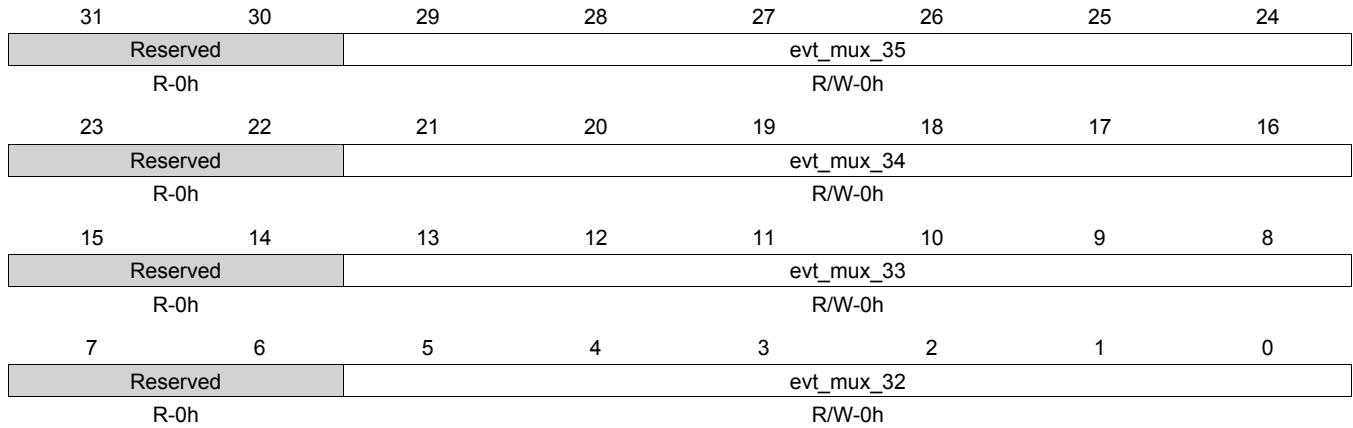 31 30 29 28 27 26 25 24
Reserved evt_mux_35
R-0h R/W-0h
23 22 21 20 19 18 17 16
Reserved evt_mux_34
R-0h R/W-0h
15 14 13 12 11 10 9 8
Reserved evt_mux_33
R-0h R/W-0h
7 6 5 4 3 2 1 0
Reserved evt_mux_32
R-0h R/W-0h